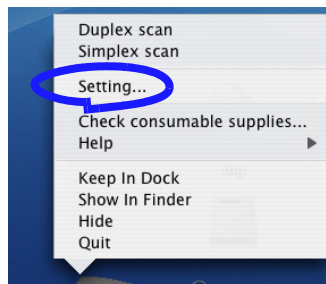 Duplex scan
Simplex scan
Setting...
Check consumable supplies...
Help
Keep In Dock
Show In Finder
Hide
Quit